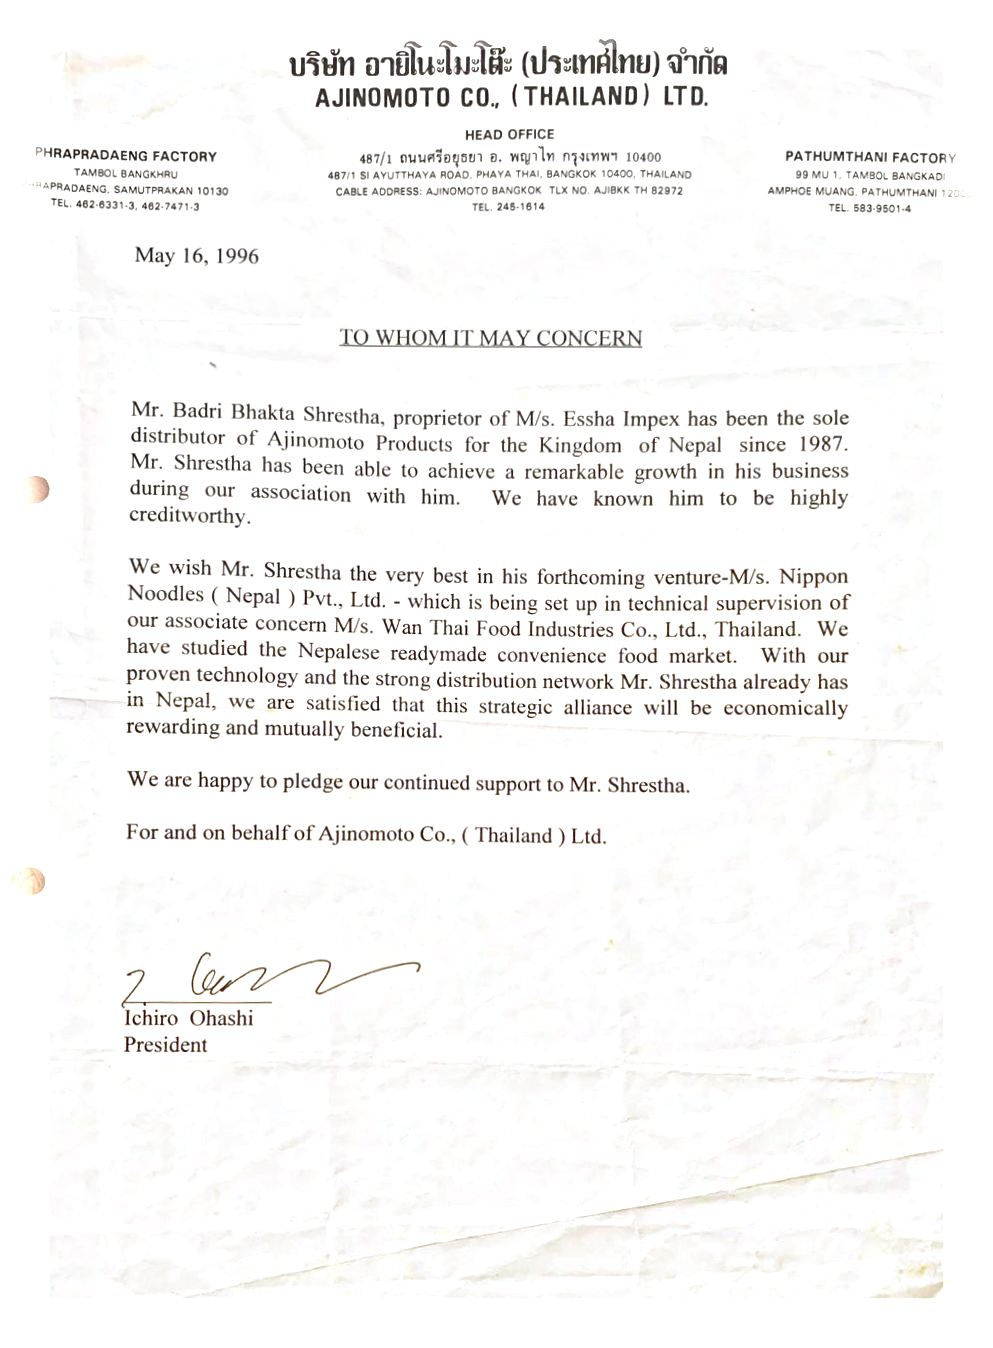 บริษัท อายิโนะโมะโต๊ะ (ประเทศไทย) จำกัด
AJINOMOTO CO., (THAILAND) LTD.
HEAD OFFICE
487/1 ถนนศรีอยุธยา อ. พญาไท กรุงเทพฯ 10400
487/1 SI AYUTTHAYA ROAD, PHAYA THAI, BANGKOK 10400, THAILAND
CABLE ADDRESS: AJINOMOTO BANGKOK TLX NO. AJIBKK TH 82972
TEL. 245-1614
PHRAPRADAENG FACTORY
TAMBOL BANGKHRU
SAMUTPRAKAN 10130
TEL. 462-6331-3, 462-7471-3
PATHUMTHANI FACTORY
99 MU 1, TAMBOL BANGKADI
AMPHOE MUANG, PATHUMTHANI
TEL. 583-9501-4
May 16, 1996
TO WHOM IT MAY CONCERN
Mr. Badri Bhakta Shrestha, proprietor of M/s. Essha Impex has been the sole
distributor of Ajinomoto Products for the Kingdom of Nepal since 1987.
Mr. Shrestha has been able to achieve a remarkable growth in his business
during our association with him. We have known him to be highly
creditworthy.
We wish Mr. Shrestha the very best in his forthcoming venture-M/s. Nippon
Noodles ( Nepal ) Pvt., Ltd. - which is being set up in technical supervision of
our associate concern M/s. Wan Thai Food Industries Co., Ltd., Thailand. We
have studied the Nepalese readymade convenience food market. With our
proven technology and the strong distribution network Mr. Shrestha already has
in Nepal, we are satisfied that this strategic alliance will be economically
rewarding and mutually beneficial.
We are happy to pledge our continued support to Mr. Shrestha.
For and on behalf of Ajinomoto Co., ( Thailand ) Ltd.
Ichiro Ohashi
President